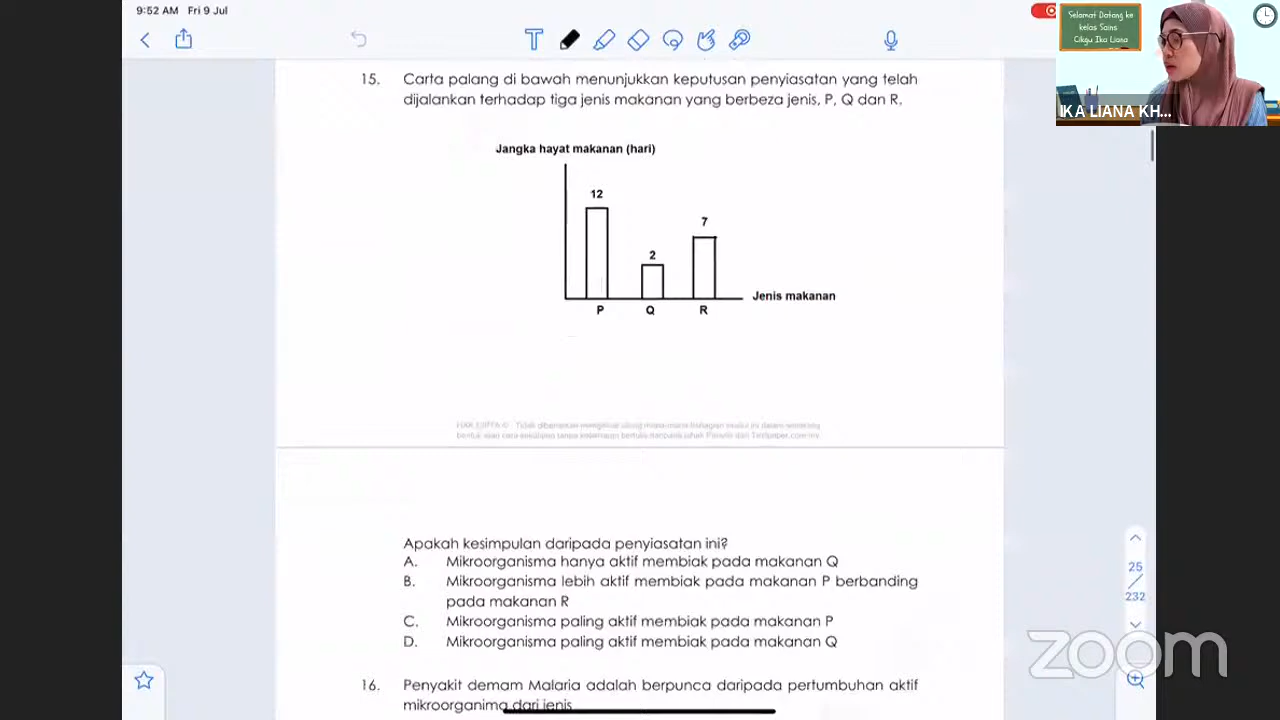 9:52 AM Fri 9 Jul
Selamat Datang ke
kelas Sains
Cikgu Ika Liana
IKA LIANA KH...
15. Carta palang di bawah menunjukkan keputusan penyiasatan yang telah
dijalankan terhadap tiga jenis makanan yang berbeza jenis, P, Q dan R.
Jangka hayat makanan (hari)
12
7
2
Jenis makanan
P Q R
Tidak dibenarkan
Apakah kesimpulan daripada penyiasatan ini?
A. Mikroorganisma hanya aktif membiak pada makanan Q
B. Mikroorganisma lebih aktif membiak pada makanan P berbanding
pada makanan R
C. Mikroorganisma paling aktif membiak pada makanan P
D. Mikroorganisma paling aktif membiak pada makanan Q
25
232
zoom
16. Penyakit demam Malaria adalah berpunca daripada pertumbuhan aktif
mikroorganima dari jenis